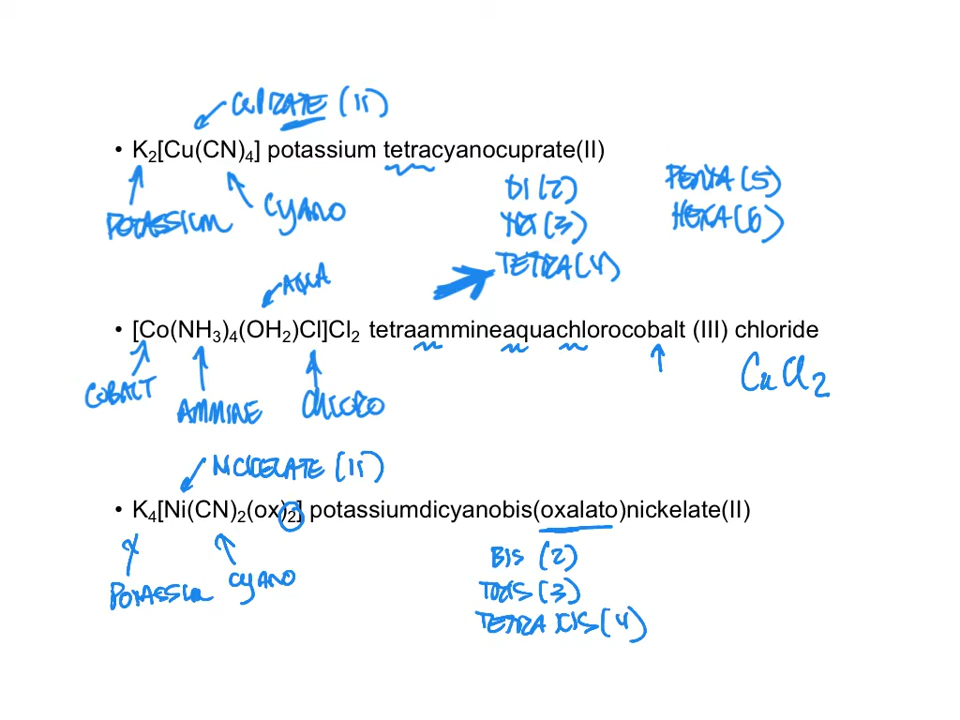 CUPRATE (II)
• K₂[Cu(CN)₄] potassium tetracyanocuprate(II)
POTASSIUM
CYANO
DI (2)
TRI (3)
TETRA (4)
PENTA (5)
HEXA (6)
AQUA
• [Co(NH₃)₄(OH₂)Cl]Cl₂ tetraammineaquachlorocobalt (III) chloride
COBALT
AMMINE
CHLORO
CuCl₂
NICKELATE (II)
• K₄[Ni(CN)₂(ox)₂] potassiumdicyanobis(oxalato)nickelate(II)
POTASSIUM
CYANO
BIS (2)
TRIS (3)
TETRAKIS (4)